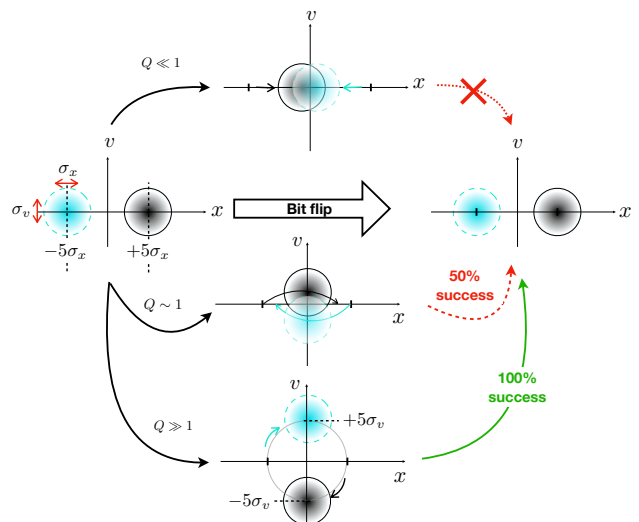 v
Q ≪ 1
x
v
v
σₓ
σᵥ
x
Bit flip
x
−5σₓ
+5σₓ
v
Q ∼ 1
x
50%
success
v
100%
success
+5σᵥ
Q ≫ 1
x
−5σᵥ